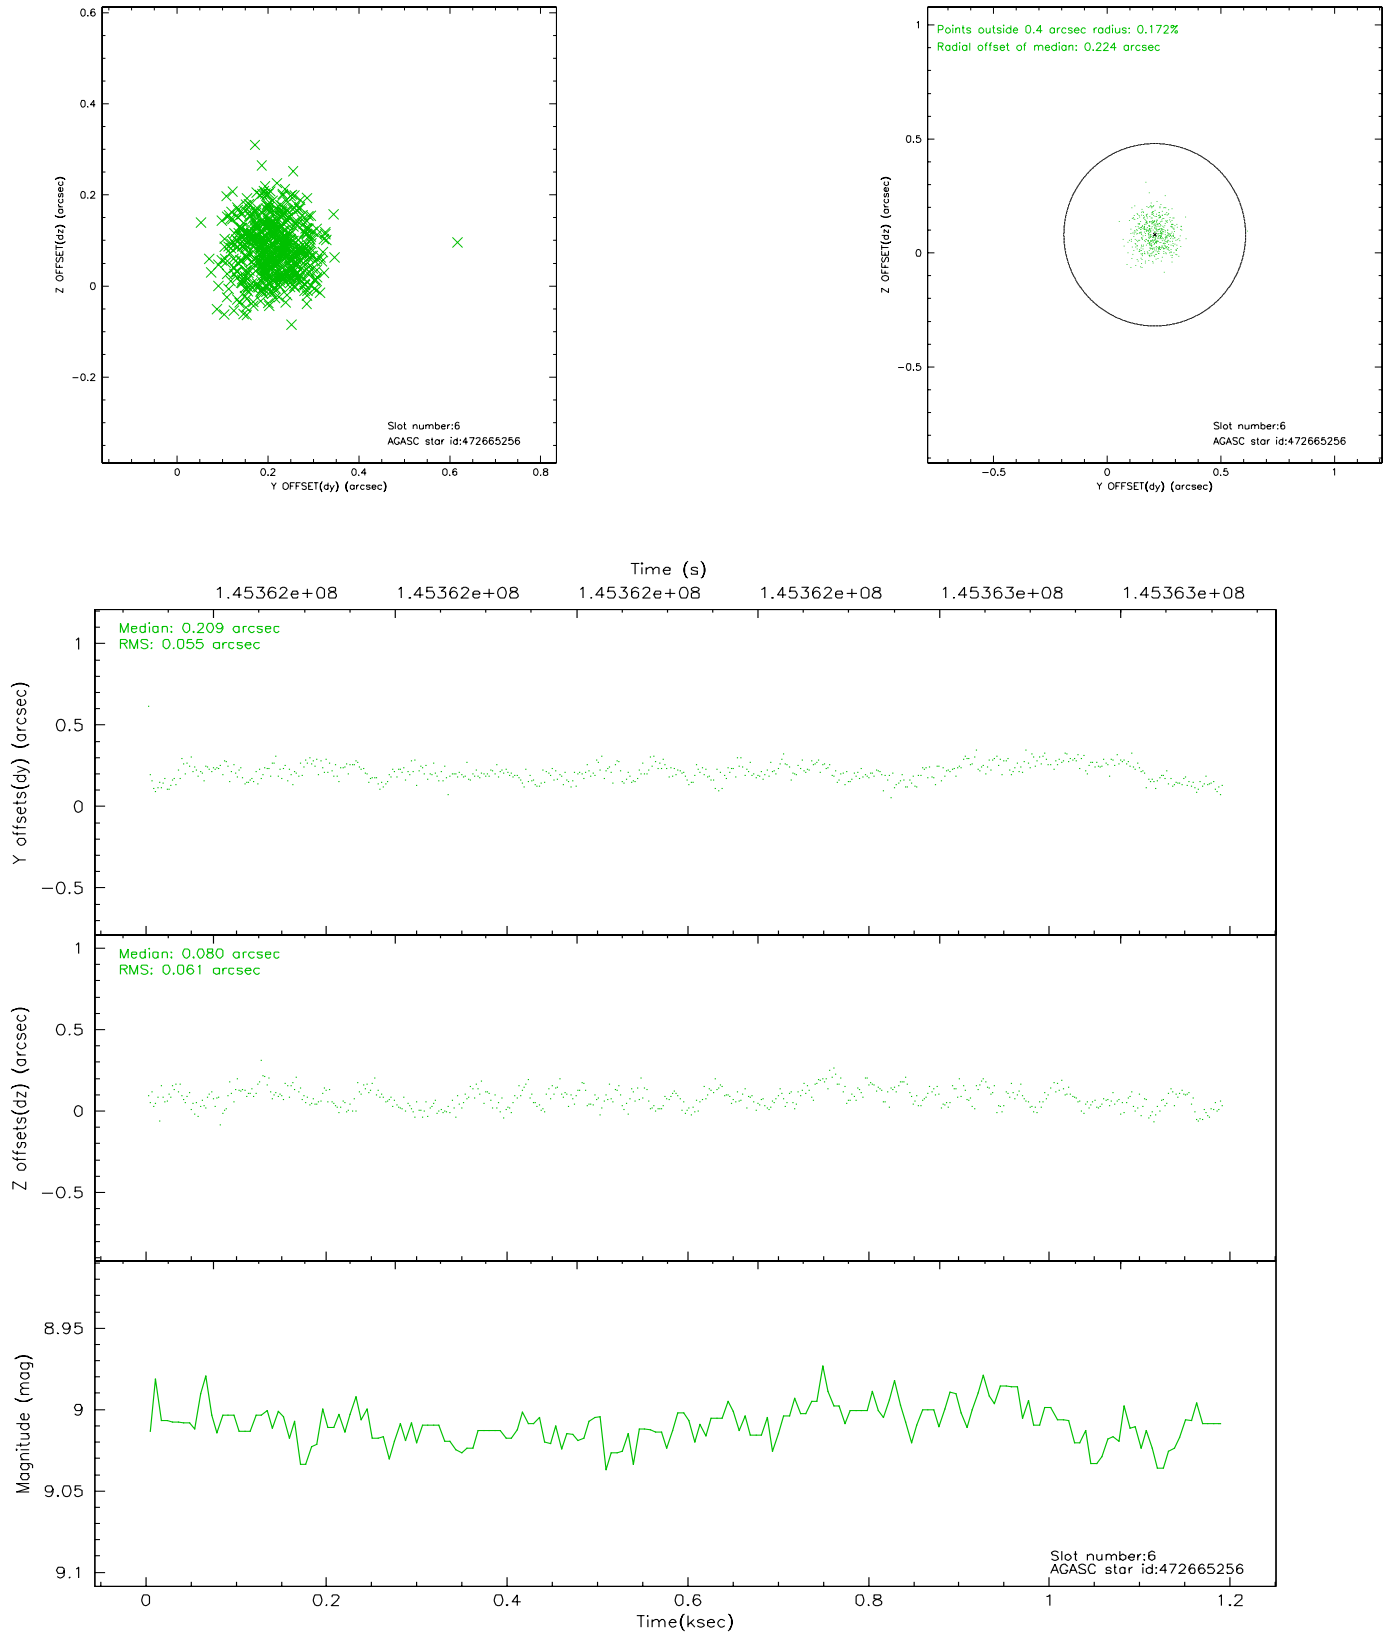 0.6
0.4
0.2
0
−0.2
Z OFFSET(dz) (arcsec)
Slot number:6
AGASC star id:472665256
0 0.2 0.4 0.6 0.8
Y OFFSET(dy) (arcsec)
Points outside 0.4 arcsec radius: 0.172%
Radial offset of median: 0.224 arcsec
1
0.5
0
−0.5
Z OFFSET(dz) (arcsec)
Slot number:6
AGASC star id:472665256
−0.5 0 0.5 1
Y OFFSET(dy) (arcsec)
Time (s)
1.45362e+08 1.45362e+08 1.45362e+08 1.45362e+08 1.45363e+08 1.45363e+08
Median: 0.209 arcsec
RMS: 0.055 arcsec
1
0.5
0
−0.5
Y offsets(dy) (arcsec)
Median: 0.080 arcsec
RMS: 0.061 arcsec
1
0.5
0
−0.5
Z offsets(dz) (arcsec)
8.95
9
9.05
9.1
Magnitude (mag)
Slot number:6
AGASC star id:472665256
0 0.2 0.4 0.6 0.8 1 1.2
Time(ksec)